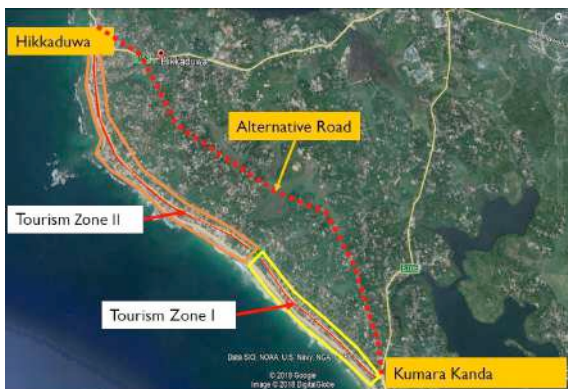 Hikkaduwa
Hikkaduwa
Alternative Road
Tourism Zone II
Tourism Zone I
Data SIO, NOAA, U.S. Navy, NGA,
© 2018 Google
Image © 2018 DigitalGlobe
Kumara Kanda